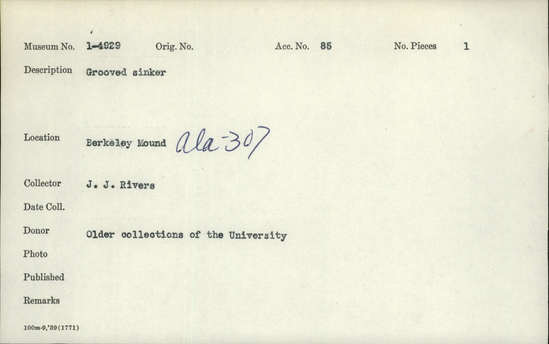 Museum No. 1-4929 Orig. No. Acc. No. 85 No. Pieces 1
Description Grooved sinker
Location Berkeley Mound Ala-307
Collector J. J. Rivers
Date Coll.
Donor Older collections of the University
Photo
Published
Remarks
100m-9,'39(1771)